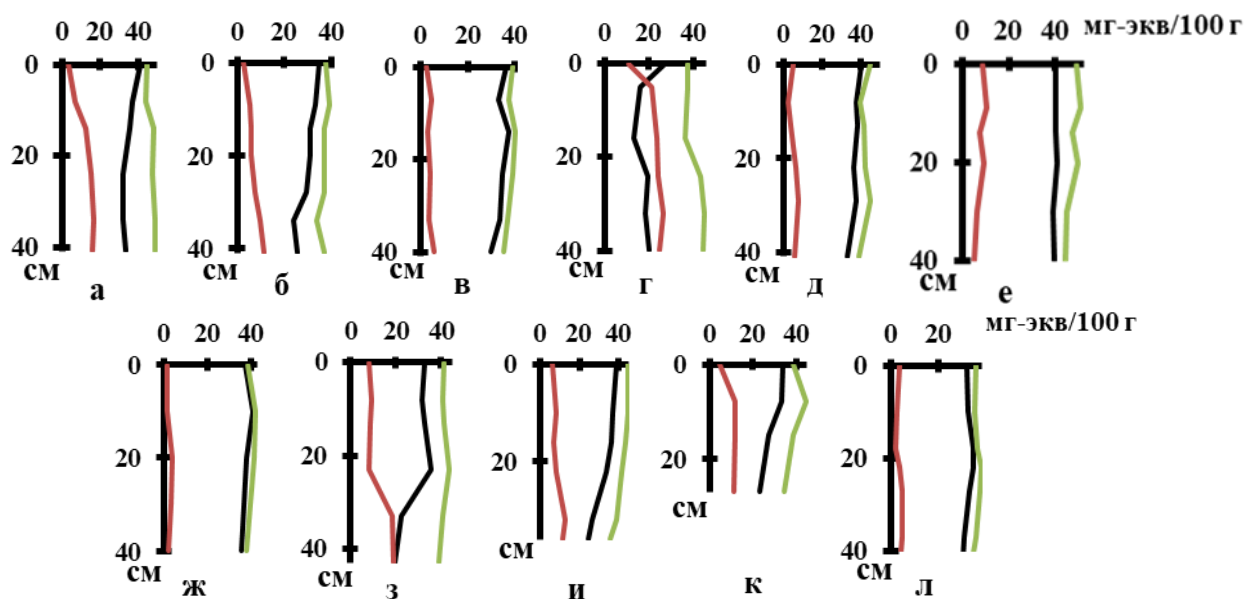 0 20 40 0 20 40 0 20 40 0 20 40 0 20 40 0 20 40 мг-экв/100 г
0 0 0 0 0 0
20 20 20 20 20 20
40 40 40 40 40 40
см см см см см см
а б в г д е
0 20 40 0 20 40 0 20 40 0 20 40 0 20 мг-экв/100 г
0 0 0 0 0
20 20 20 20 20
40 40 см см 40
см см см
ж з и к л